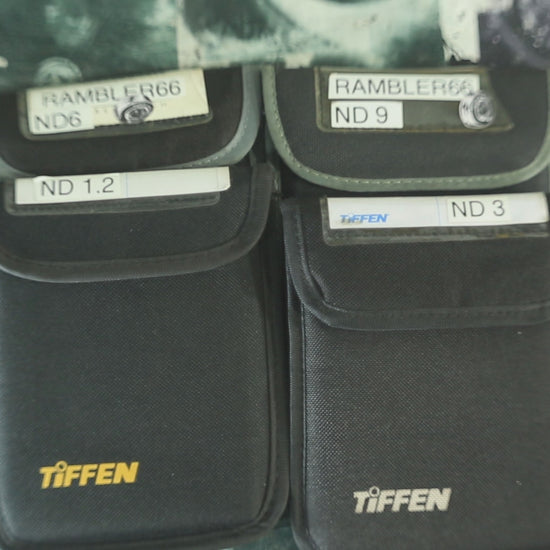 RAMBLER66
ND6
RAMBLER66
ND 9
ND 1.2
TiFFEN
ND 3
TiFFEN
TiFFEN